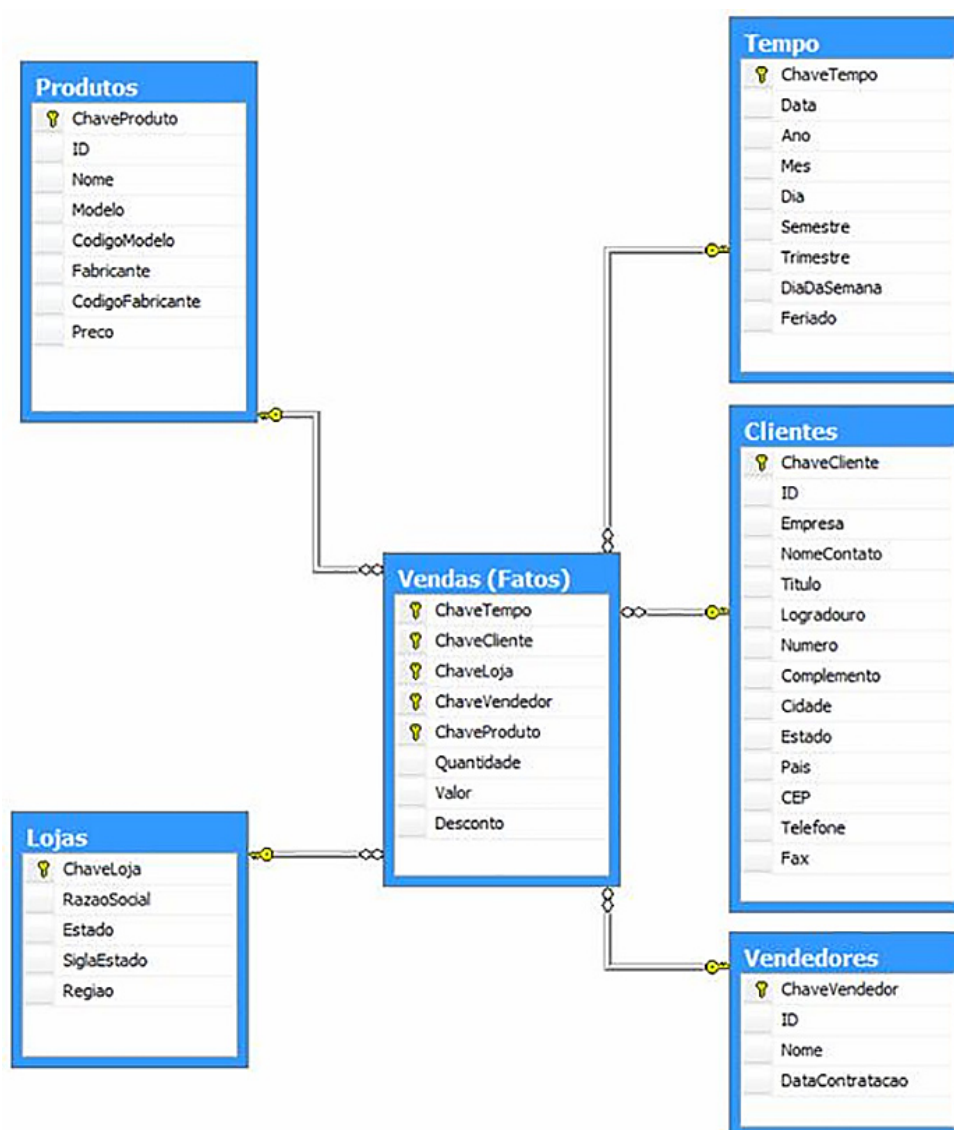 Produtos
ChaveProduto
ID
Nome
Modelo
CodigoModelo
Fabricante
CodigoFabricante
Preco
Tempo
ChaveTempo
Data
Ano
Mes
Dia
Semestre
Trimestre
DiaDaSemana
Feriado
Clientes
ChaveCliente
ID
Empresa
NomeContato
Titulo
Logradouro
Numero
Complemento
Cidade
Estado
Pais
CEP
Telefone
Fax
Vendas (Fatos)
ChaveTempo
ChaveCliente
ChaveLoja
ChaveVendedor
ChaveProduto
Quantidade
Valor
Desconto
Lojas
ChaveLoja
RazaoSocial
Estado
SiglaEstado
Regiao
Vendedores
ChaveVendedor
ID
Nome
DataContratacao